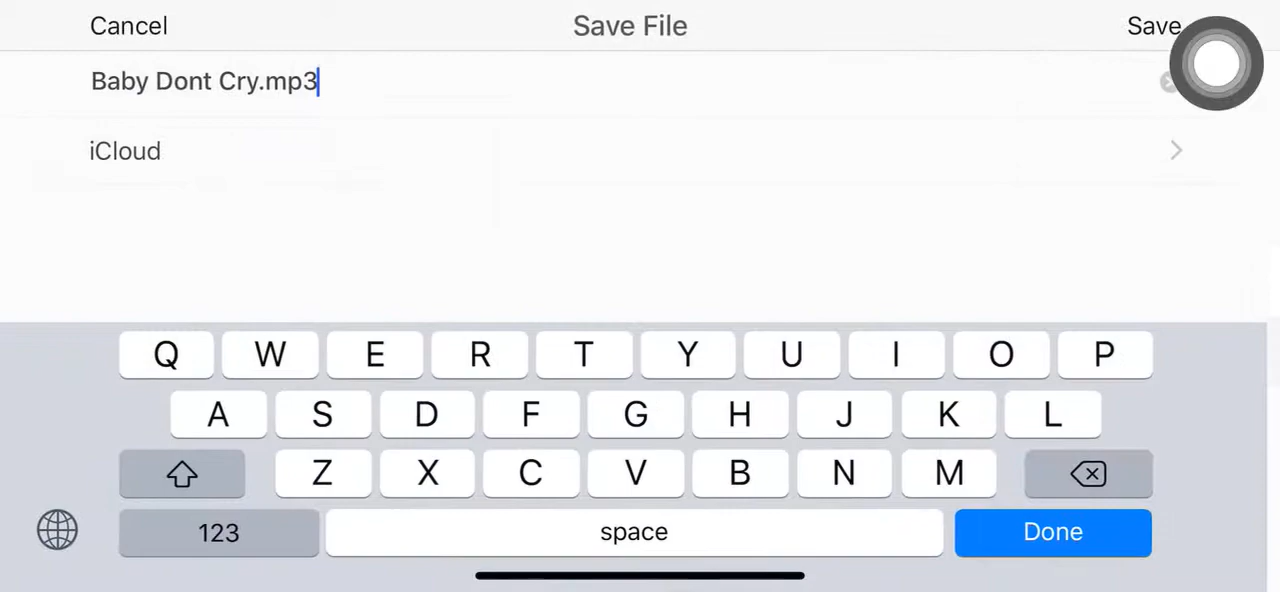 Cancel Save File Save
Baby Dont Cry.mp3
iCloud
Q W E R T Y U I O P
A S D F G H J K L
Z X C V B N M
123 space Done